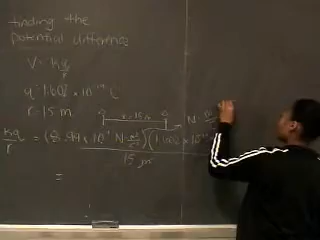 finding the
potential difference
V = kq/r
q = 1.602 × 10⁻¹⁹ C
r = 15 m
r = 15 m
kq/r = (8.99 × 10⁹ N·m²/C²)(1.602 × 10⁻¹⁹
15 m
=